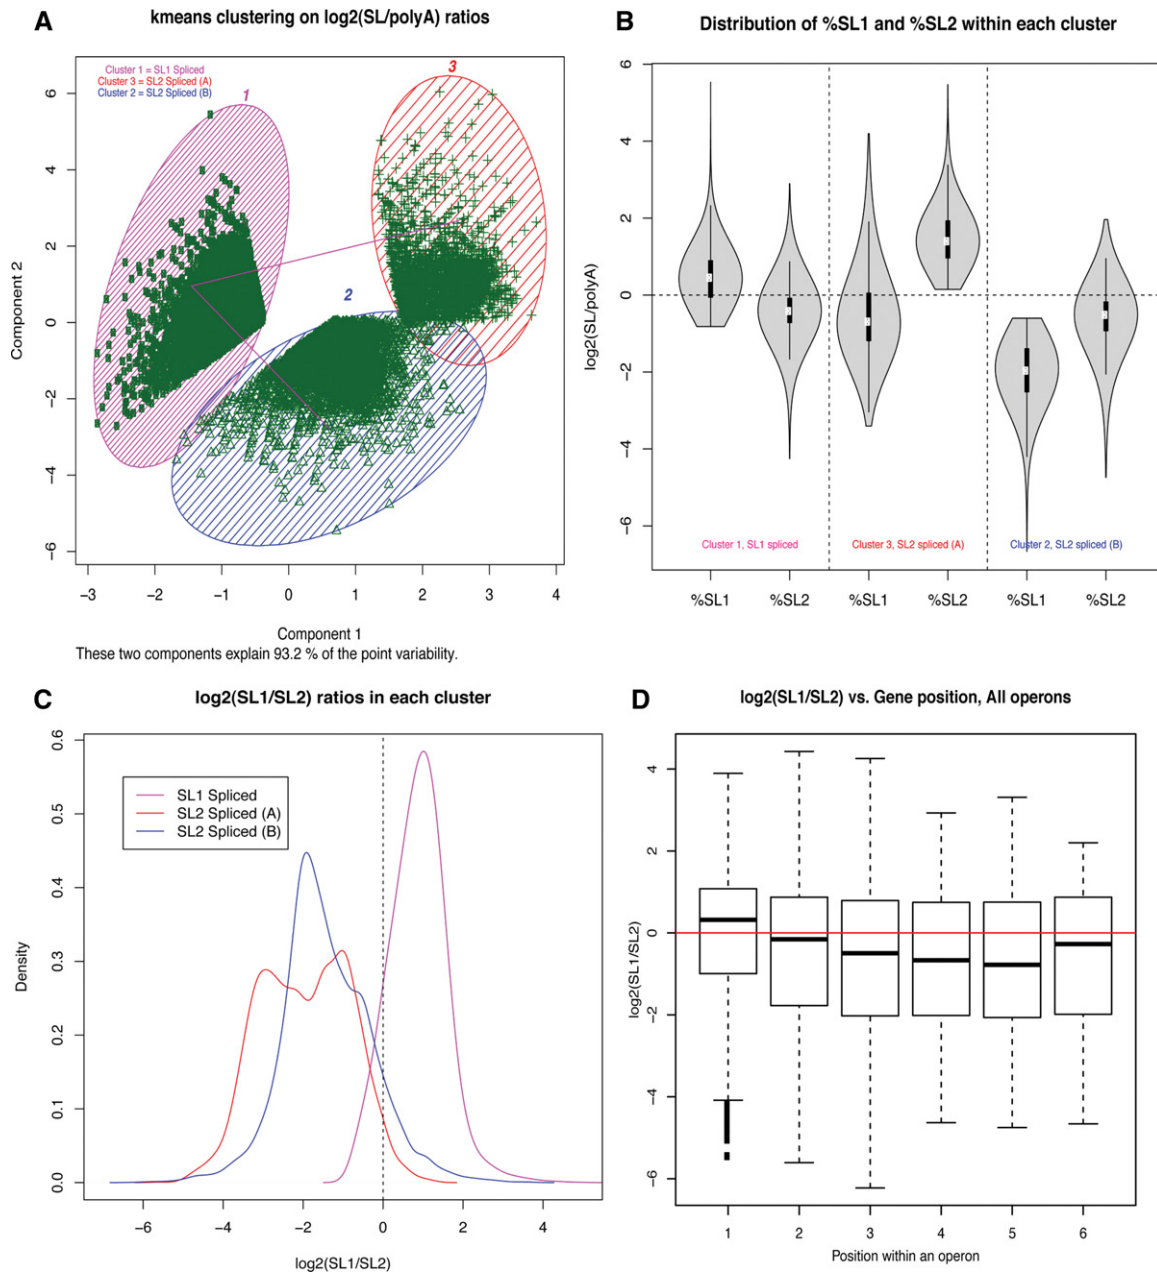 A
kmeans clustering on log2(SL/polyA) ratios
Cluster 1 = SL1 Spliced
Cluster 3 = SL2 Spliced (A)
Cluster 2 = SL2 Spliced (B)
1
3
2
Component 2
6
4
2
0
−2
−4
−6
−3 −2 −1 0 1 2 3 4
Component 1
These two components explain 93.2 % of the point variability.
B
Distribution of %SL1 and %SL2 within each cluster
log2(SL/polyA)
6
4
2
0
−2
−4
−6
Cluster 1, SL1 spliced
Cluster 3, SL2 spliced (A)
Cluster 2, SL2 spliced (B)
%SL1 %SL2 %SL1 %SL2 %SL1 %SL2
C
log2(SL1/SL2) ratios in each cluster
SL1 Spliced
SL2 Spliced (A)
SL2 Spliced (B)
Density
0.6
0.5
0.4
0.3
0.2
0.1
0.0
−6 −4 −2 0 2 4
log2(SL1/SL2)
D
log2(SL1/SL2) vs. Gene position, All operons
log2(SL1/SL2)
4
2
0
−2
−4
−6
1 2 3 4 5 6
Position within an operon